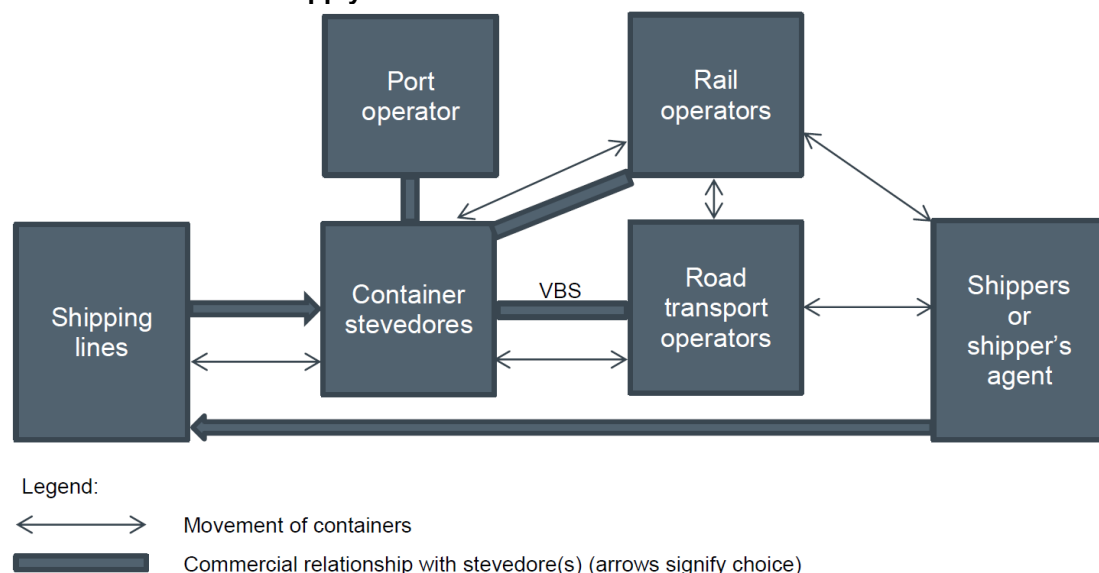 upply
Port
operator
Rail
operators
Shipping
lines
Container
stevedores
VBS
Road
transport
operators
Shippers
or
shipper's
agent
Legend:
Movement of containers
Commercial relationship with stevedore(s) (arrows signify choice)